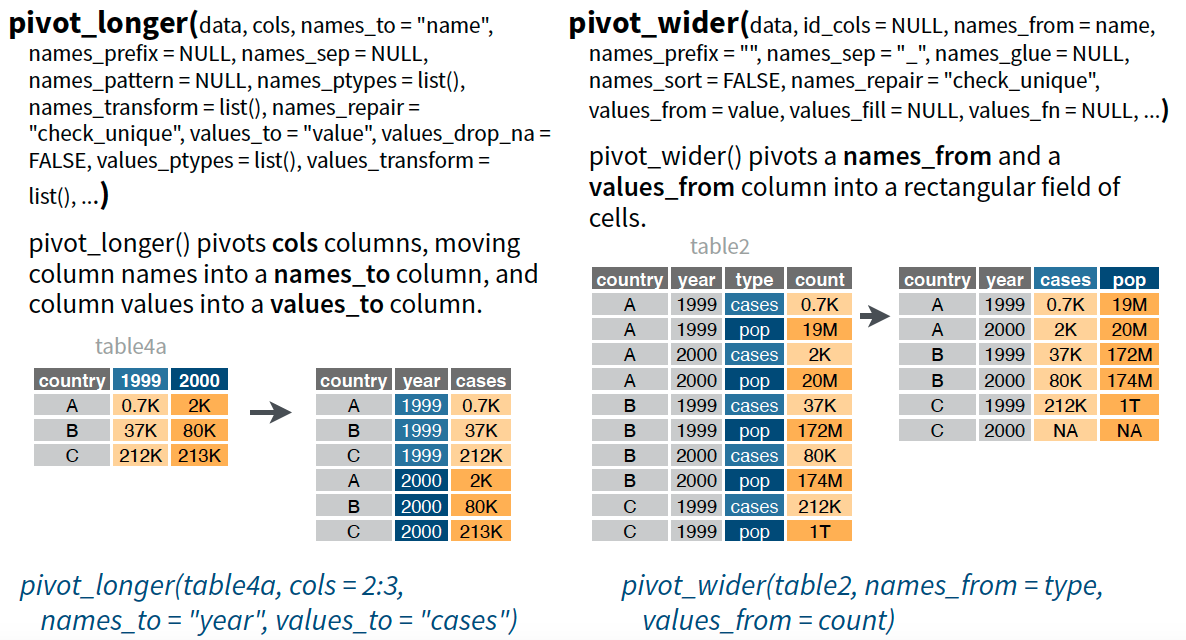 pivot_longer(data, cols, names_to = "name",
names_prefix = NULL, names_sep = NULL,
names_pattern = NULL, names_ptypes = list(),
names_transform = list(), names_repair =
"check_unique", values_to = "value", values_drop_na =
FALSE, values_ptypes = list(), values_transform =
list(), ...)
pivot_longer() pivots cols columns, moving
column names into a names_to column, and
column values into a values_to column.
table4a
country 1999 2000
A 0.7K 2K
B 37K 80K
C 212K 213K
country year cases
A 1999 0.7K
B 1999 37K
C 1999 212K
A 2000 2K
B 2000 80K
C 2000 213K
pivot_longer(table4a, cols = 2:3,
names_to = "year", values_to = "cases")
pivot_wider(data, id_cols = NULL, names_from = name,
names_prefix = "", names_sep = "_", names_glue = NULL,
names_sort = FALSE, names_repair = "check_unique",
values_from = value, values_fill = NULL, values_fn = NULL, ...)
pivot_wider() pivots a names_from and a
values_from column into a rectangular field of
cells.
table2
country year type count
A 1999 cases 0.7K
A 1999 pop 19M
A 2000 cases 2K
A 2000 pop 20M
B 1999 cases 37K
B 1999 pop 172M
B 2000 cases 80K
B 2000 pop 174M
C 1999 cases 212K
C 1999 pop 1T
country year cases pop
A 1999 0.7K 19M
A 2000 2K 20M
B 1999 37K 172M
B 2000 80K 174M
C 1999 212K 1T
C 2000 NA NA
pivot_wider(table2, names_from = type,
values_from = count)